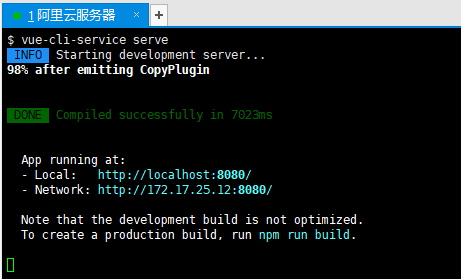 1 阿里云服务器
$ vue-cli-service serve
INFO Starting development server...
98% after emitting CopyPlugin
DONE Compiled successfully in 7023ms
App running at:
- Local: http://localhost:8080/
- Network: http://172.17.25.12:8080/
Note that the development build is not optimized.
To create a production build, run npm run build.